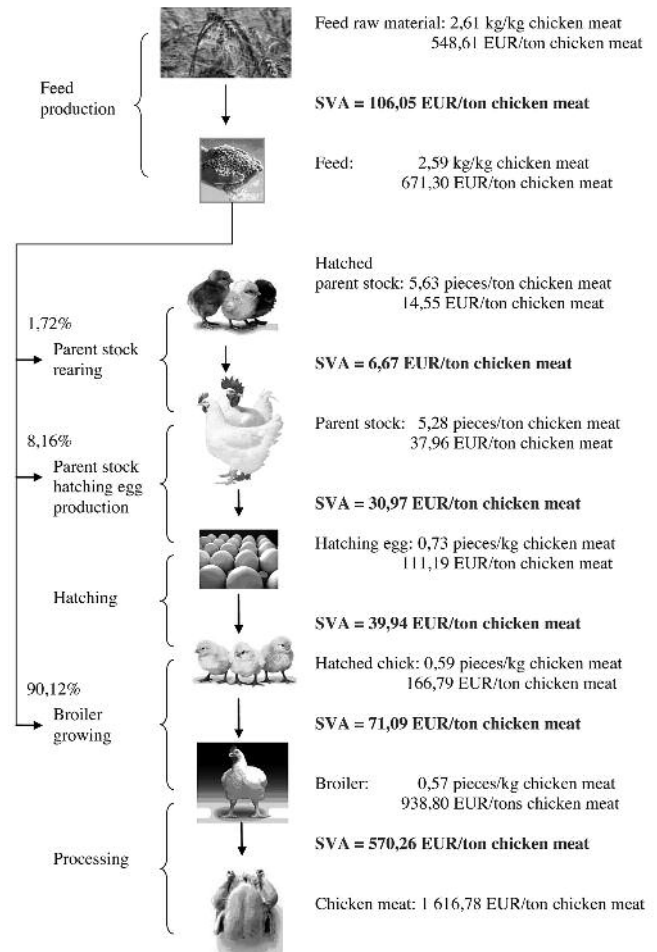 Feed raw material: 2,61 kg/kg chicken meat
548,61 EUR/ton chicken meat
Feed
production
SVA = 106,05 EUR/ton chicken meat
Feed: 2,59 kg/kg chicken meat
671,30 EUR/ton chicken meat
Hatched
parent stock: 5,63 pieces/ton chicken meat
14,55 EUR/ton chicken meat
1,72%
Parent stock
rearing
SVA = 6,67 EUR/ton chicken meat
Parent stock: 5,28 pieces/ton chicken meat
37,96 EUR/ton chicken meat
8,16%
Parent stock
hatching egg
production
SVA = 30,97 EUR/ton chicken meat
Hatching egg: 0,73 pieces/kg chicken meat
111,19 EUR/ton chicken meat
Hatching
SVA = 39,94 EUR/ton chicken meat
Hatched chick: 0,59 pieces/kg chicken meat
166,79 EUR/ton chicken meat
90,12%
Broiler
growing
SVA = 71,09 EUR/ton chicken meat
Broiler: 0,57 pieces/kg chicken meat
938,80 EUR/tons chicken meat
Processing
SVA = 570,26 EUR/ton chicken meat
Chicken meat: 1 616,78 EUR/ton chicken meat